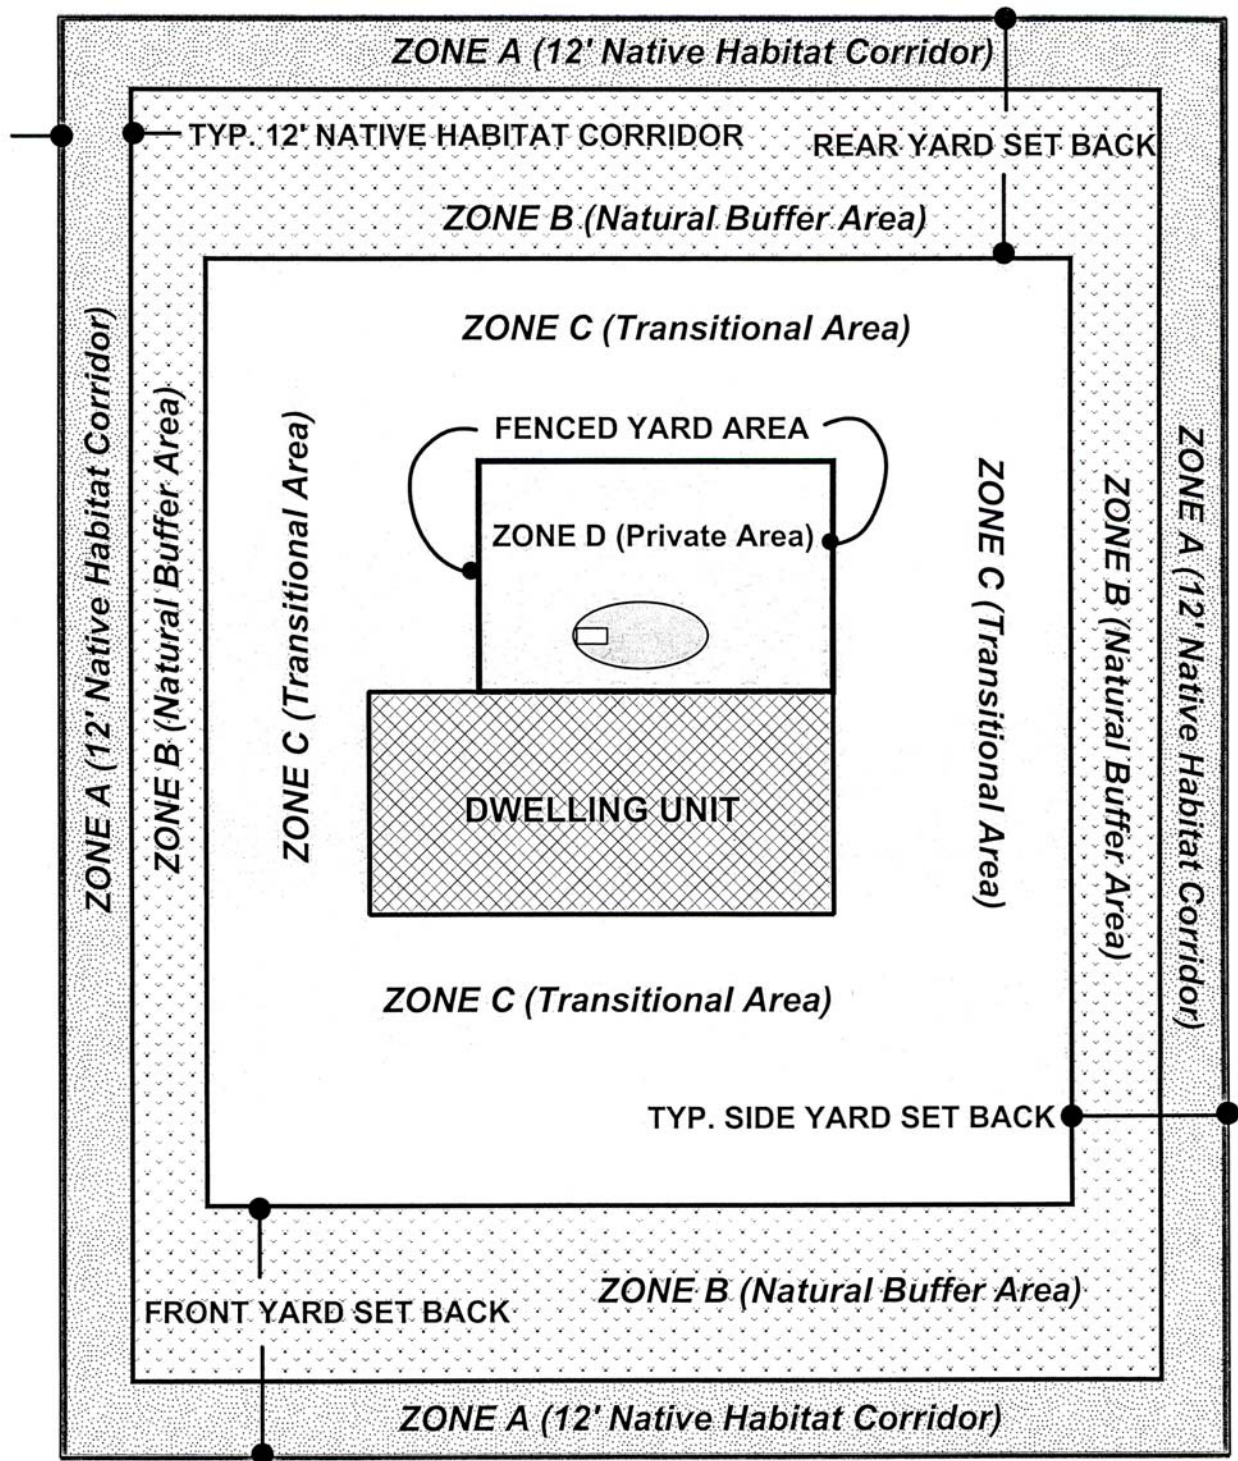 ZONE A (12' Native Habitat Corridor)
TYP. 12' NATIVE HABITAT CORRIDOR
REAR YARD SET BACK
ZONE B (Natural Buffer Area)
ZONE C (Transitional Area)
FENCED YARD AREA
ZONE D (Private Area)
ZONE A (12' Native Habitat Corridor)
ZONE B (Natural Buffer Area)
ZONE C (Transitional Area)
ZONE C (Transitional Area)
ZONE B (Natural Buffer Area)
ZONE A (12' Native Habitat Corridor)
DWELLING UNIT
ZONE C (Transitional Area)
TYP. SIDE YARD SET BACK
ZONE B (Natural Buffer Area)
FRONT YARD SET BACK
ZONE A (12' Native Habitat Corridor)